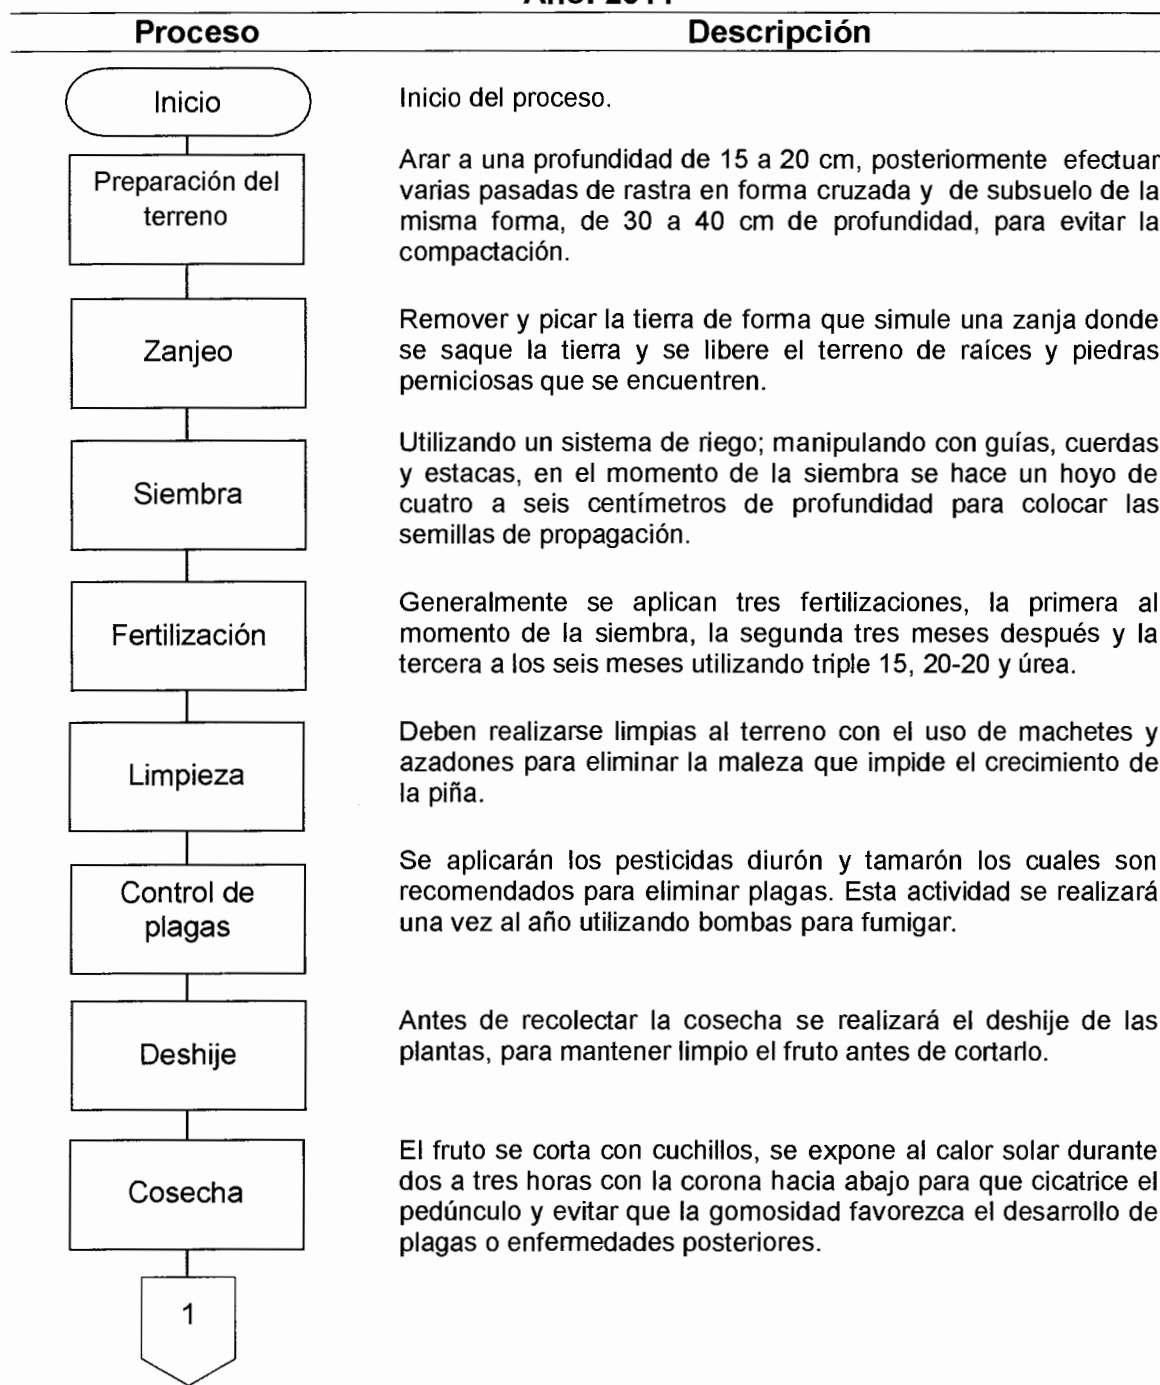 Proceso Descripción
Inicio
Inicio del proceso.
Preparación del
terreno
Arar a una profundidad de 15 a 20 cm, posteriormente efectuar
varias pasadas de rastra en forma cruzada y de subsuelo de la
misma forma, de 30 a 40 cm de profundidad, para evitar la
compactación.
Zanjeo
Remover y picar la tierra de forma que simule una zanja donde
se saque la tierra y se libere el terreno de raíces y piedras
perniciosas que se encuentren.
Siembra
Utilizando un sistema de riego; manipulando con guías, cuerdas
y estacas, en el momento de la siembra se hace un hoyo de
cuatro a seis centímetros de profundidad para colocar las
semillas de propagación.
Fertilización
Generalmente se aplican tres fertilizaciones, la primera al
momento de la siembra, la segunda tres meses después y la
tercera a los seis meses utilizando triple 15, 20-20 y úrea.
Limpieza
Deben realizarse limpias al terreno con el uso de machetes y
azadones para eliminar la maleza que impide el crecimiento de
la piña.
Control de
plagas
Se aplicarán los pesticidas diurón y tamarón los cuales son
recomendados para eliminar plagas. Esta actividad se realizará
una vez al año utilizando bombas para fumigar.
Deshije
Antes de recolectar la cosecha se realizará el deshije de las
plantas, para mantener limpio el fruto antes de cortarlo.
Cosecha
El fruto se corta con cuchillos, se expone al calor solar durante
dos a tres horas con la corona hacia abajo para que cicatrice el
pedúnculo y evitar que la gomosidad favorezca el desarrollo de
plagas o enfermedades posteriores.
1